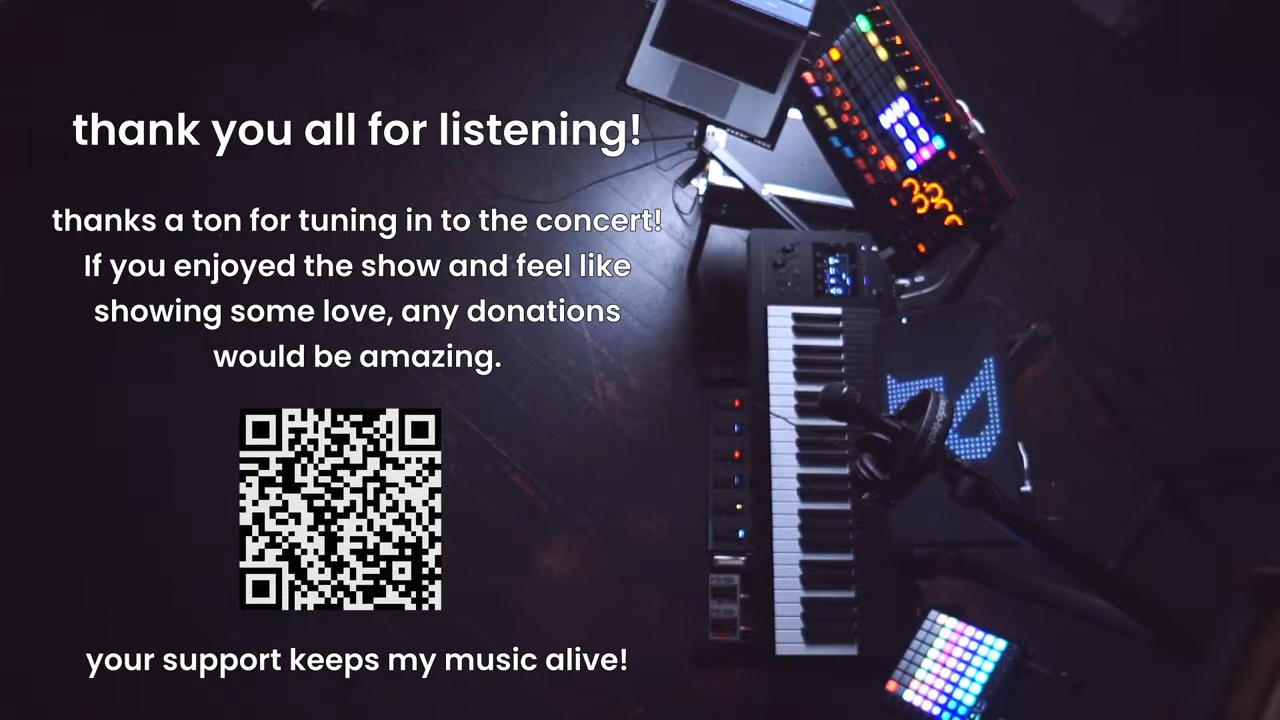 thank you all for listening!
thanks a ton for tuning in to the concert!
If you enjoyed the show and feel like
showing some love, any donations
would be amazing.
your support keeps my music alive!